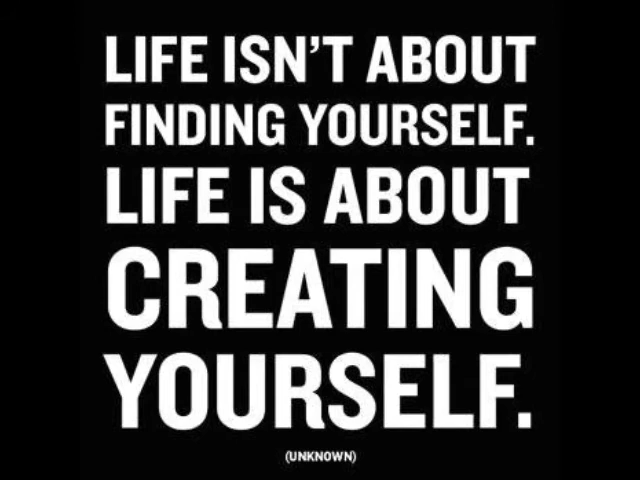 LIFE ISN'T ABOUT
FINDING YOURSELF.
LIFE IS ABOUT
CREATING
YOURSELF.
(UNKNOWN)